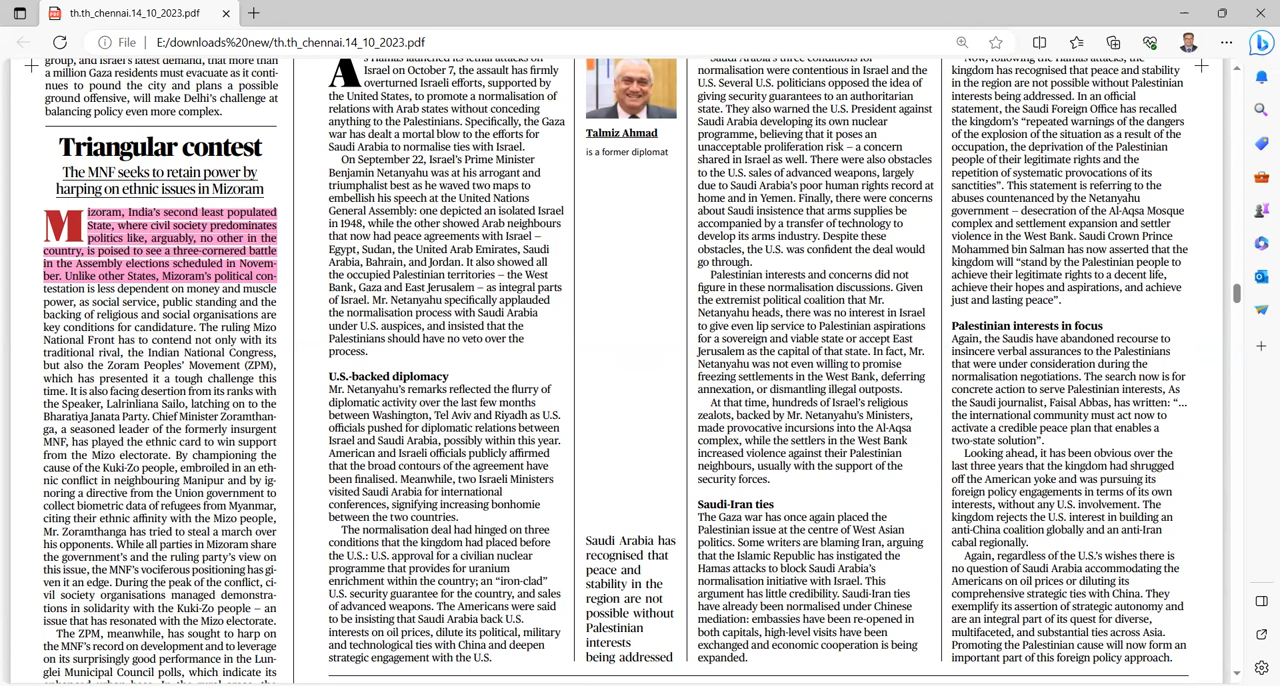 th.th_chennai.14_10_2023.pdf
File
E:/downloads%20new/th.th_chennai.14_10_2023.pdf
group, and Israel's latest demand, that more
than a million Gaza residents must evacuate as it conti-
nues to pound the city and plans a possible
ground offensive, will make Delhi's challenge at
balancing policy even more complex.
Triangular contest
The MNF seeks to retain power by
harping on ethnic issues in Mizoram
Mizoram, India's second least populated
State, where civil society predominates
politics like, arguably, no other in the
country, is poised to see a three-cornered battle
in the Assembly elections scheduled in Novem-
ber. Unlike other States, Mizoram's political con-
testation is less dependent on money and muscle
power, as social service, public standing and the
backing of religious and social organisations are
key conditions for candidature. The ruling Mizo
National Front has to contend not only with its
traditional rival, the Indian National Congress,
but also the Zoram Peoples' Movement (ZPM),
which has presented it a tough challenge this
time. It is also facing desertion from its ranks with
the Speaker, Lalrinliana Sailo, latching on to the
Bharatiya Janata Party. Chief Minister Zoramthan-
ga, a seasoned leader of the formerly insurgent
MNF, has played the ethnic card to win support
from the Mizo electorate. By championing the
cause of the Kuki-Zo people, embroiled in an eth-
nic conflict in neighbouring Manipur and by ig-
noring a directive from the Union government to
collect biometric data of refugees from Myanmar,
citing their ethnic affinity with the Mizo people,
Mr. Zoramthanga has tried to steal a march over
his opponents. While all parties in Mizoram share
the government's and the ruling party's view on
this issue, the MNF's vociferous positioning has gi-
ven it an edge. During the peak of the conflict, ci-
vil society organisations managed demonstra-
tions in solidarity with the Kuki-Zo people – an
issue that has resonated with the Mizo electorate.
The ZPM, meanwhile, has sought to harp on
the MNF's record on development and to leverage
on its surprisingly good performance in the Lun-
glei Municipal Council polls, which indicate its
As Hamas launched its lethal attacks on
Israel on October 7, the assault has firmly
overturned Israeli efforts, supported by
the United States, to promote a normalisation of
relations with Arab states without conceding
anything to the Palestinians. Specifically, the Gaza
war has dealt a mortal blow to the efforts for
Saudi Arabia to normalise ties with Israel.
On September 22, Israel's Prime Minister
Benjamin Netanyahu was at his arrogant and
triumphalist best as he waved two maps to
embellish his speech at the United Nations
General Assembly: one depicted an isolated Israel
in 1948, while the other showed Arab neighbours
that now had peace agreements with Israel –
Egypt, Sudan, the United Arab Emirates, Saudi
Arabia, Bahrain, and Jordan. It also showed all
the occupied Palestinian territories – the West
Bank, Gaza and East Jerusalem – as integral parts
of Israel. Mr. Netanyahu specifically applauded
the normalisation process with Saudi Arabia
under U.S. auspices, and insisted that the
Palestinians should have no veto over the
process.
U.S.-backed diplomacy
Mr. Netanyahu's remarks reflected the flurry of
diplomatic activity over the last few months
between Washington, Tel Aviv and Riyadh as U.S.
officials pushed for diplomatic relations between
Israel and Saudi Arabia, possibly within this year.
American and Israeli officials publicly affirmed
that the broad contours of the agreement have
been finalised. Meanwhile, two Israeli Ministers
visited Saudi Arabia for international
conferences, signifying increasing bonhomie
between the two countries.
The normalisation deal had hinged on three
conditions that the kingdom had placed before
the U.S.: U.S. approval for a civilian nuclear
programme that provides for uranium
enrichment within the country; an “iron-clad”
U.S. security guarantee for the country, and sales
of advanced weapons. The Americans were said
to be insisting that Saudi Arabia back U.S.
interests on oil prices, dilute its political, military
and technological ties with China and deepen
strategic engagement with the U.S.
Talmiz Ahmad
is a former diplomat
Saudi Arabia has
recognised that
peace and
stability in the
region are not
possible without
Palestinian
interests
being addressed
Saudi Arabia's three conditions for
normalisation were contentious in Israel and the
U.S. Several U.S. politicians opposed the idea of
giving security guarantees to an authoritarian
state. They also warned the U.S. President against
Saudi Arabia developing its own nuclear
programme, believing that it poses an
unacceptable proliferation risk – a concern
shared in Israel as well. There were also obstacles
to the U.S. sales of advanced weapons, largely
due to Saudi Arabia's poor human rights record at
home and in Yemen. Finally, there were concerns
about Saudi insistence that arms supplies be
accompanied by a transfer of technology to
develop its arms industry. Despite these
obstacles, the U.S. was confident the deal would
go through.
Palestinian interests and concerns did not
figure in these normalisation discussions. Given
the extremist political coalition that Mr.
Netanyahu heads, there was no interest in Israel
to give even lip service to Palestinian aspirations
for a sovereign and viable state or accept East
Jerusalem as the capital of that state. In fact, Mr.
Netanyahu was not even willing to promise
freezing settlements in the West Bank, deferring
annexation, or dismantling illegal outposts.
At that time, hundreds of Israel's religious
zealots, backed by Mr. Netanyahu's Ministers,
made provocative incursions into the Al-Aqsa
complex, while the settlers in the West Bank
increased violence against their Palestinian
neighbours, usually with the support of the
security forces.
Saudi-Iran ties
The Gaza war has once again placed the
Palestinian issue at the centre of West Asian
politics. Some writers are blaming Iran, arguing
that the Islamic Republic has instigated the
Hamas attacks to block Saudi Arabia's
normalisation initiative with Israel. This
argument has little credibility. Saudi-Iran ties
have already been normalised under Chinese
mediation: embassies have been re-opened in
both capitals, high-level visits have been
exchanged and economic cooperation is being
expanded.
Now, following the Hamas attacks, the
kingdom has recognised that peace and stability
in the region are not possible without Palestinian
interests being addressed. In an official
statement, the Saudi Foreign Office has recalled
the kingdom's “repeated warnings of the dangers
of the explosion of the situation as a result of the
occupation, the deprivation of the Palestinian
people of their legitimate rights and the
repetition of systematic provocations of its
sanctities”. This statement is referring to the
abuses countenanced by the Netanyahu
government – desecration of the Al-Aqsa Mosque
complex and settlement expansion and settler
violence in the West Bank. Saudi Crown Prince
Mohammed bin Salman has now asserted that the
kingdom will “stand by the Palestinian people to
achieve their legitimate rights to a decent life,
achieve their hopes and aspirations, and achieve
just and lasting peace”.
Palestinian interests in focus
Again, the Saudis have abandoned recourse to
insincere verbal assurances to the Palestinians
that were under consideration during the
normalisation negotiations. The search now is for
concrete action to serve Palestinian interests, As
the Saudi journalist, Faisal Abbas, has written: “...
the international community must act now to
activate a credible peace plan that enables a
two-state solution”.
Looking ahead, it has been obvious over the
last three years that the kingdom had shrugged
off the American yoke and was pursuing its
foreign policy engagements in terms of its own
interests, without any U.S. involvement. The
kingdom rejects the U.S. interest in building an
anti-China coalition globally and an anti-Iran
cabal regionally.
Again, regardless of the U.S.'s wishes there is
no question of Saudi Arabia accommodating the
Americans on oil prices or diluting its
comprehensive strategic ties with China. They
exemplify its assertion of strategic autonomy and
are an integral part of its quest for diverse,
multifaceted, and substantial ties across Asia.
Promoting the Palestinian cause will now form an
important part of this foreign policy approach.